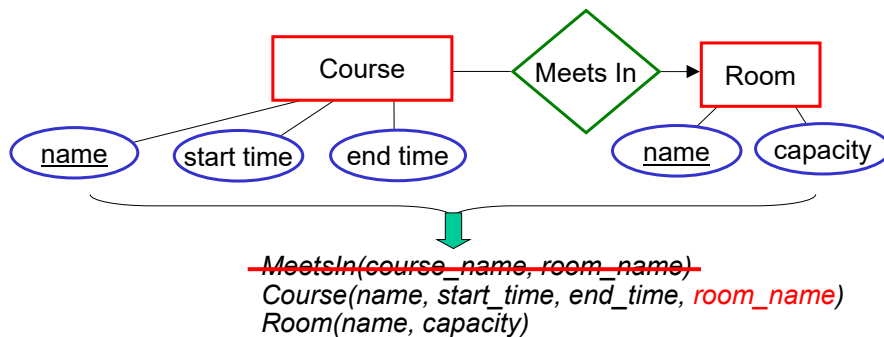 Course
Meets In
Room
name
start time
end time
name
capacity
MeetsIn(course_name, room_name)
Course(name, start_time, end_time, room_name)
Room(name, capacity)